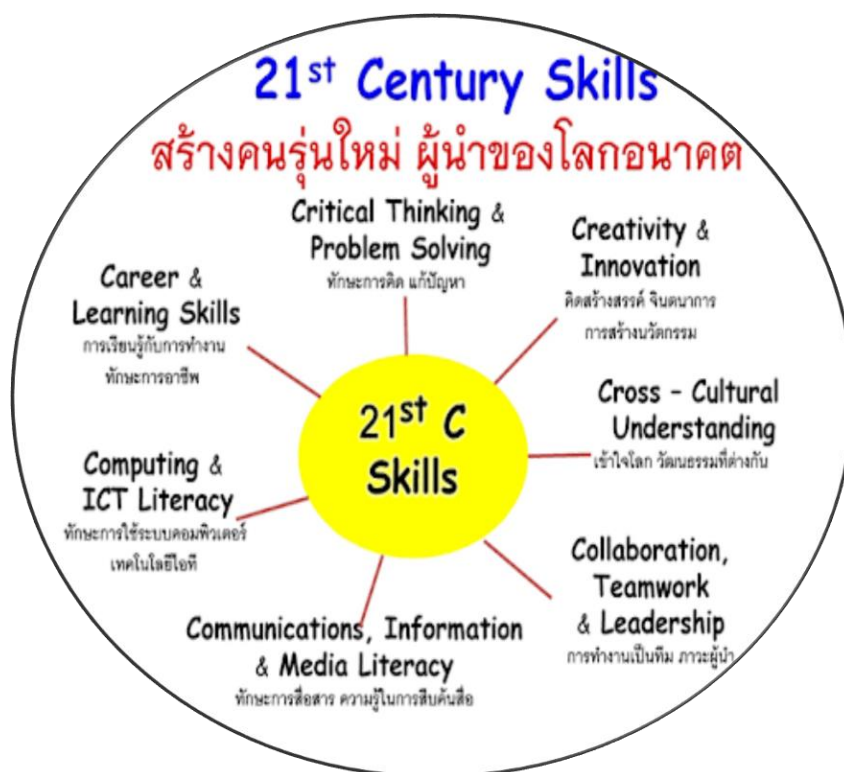 21st Century Skills
สร้างคนรุ่นใหม่ ผู้นำของโลกอนาคต
Critical Thinking &
Problem Solving
ทักษะการคิด แก้ปัญหา
Creativity &
Innovation
คิดสร้างสรรค์ จินตนาการ
การสร้างนวัตกรรม
Career &
Learning Skills
การเรียนรู้กับการทำงาน
ทักษะการอาชีพ
21st C
Skills
Cross – Cultural
Understanding
เข้าใจโลก วัฒนธรรมที่ต่างกัน
Computing &
ICT Literacy
ทักษะการใช้ระบบคอมพิวเตอร์
เทคโนโลยีไอที
Collaboration,
Teamwork
& Leadership
การทำงานเป็นทีม ภาวะผู้นำ
Communications, Information
& Media Literacy
ทักษะการสื่อสาร ความรู้ในการสืบค้นสื่อ